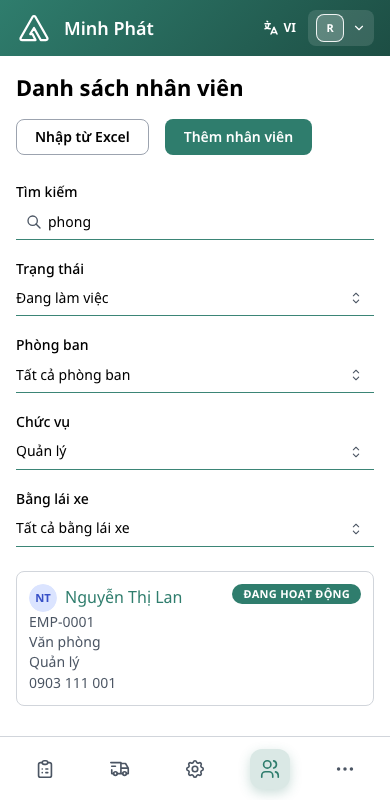 Minh Phát
VI
R
Danh sách nhân viên
Nhập từ Excel
Thêm nhân viên
Tìm kiếm
phong
Trạng thái
Đang làm việc
Phòng ban
Tất cả phòng ban
Chức vụ
Quản lý
Bằng lái xe
Tất cả bằng lái xe
NT
Nguyễn Thị Lan
ĐANG HOẠT ĐỘNG
EMP-0001
Văn phòng
Quản lý
0903 111 001